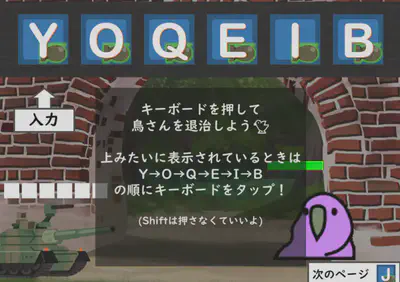 Y O Q E I B
入力
キーボードを押して
鳥さんを退治しよう🕊
上みたいに表示されているときは
Y→O→Q→E→I→B
の順にキーボードをタップ！
(Shiftは押さなくていいよ)
次のページ J